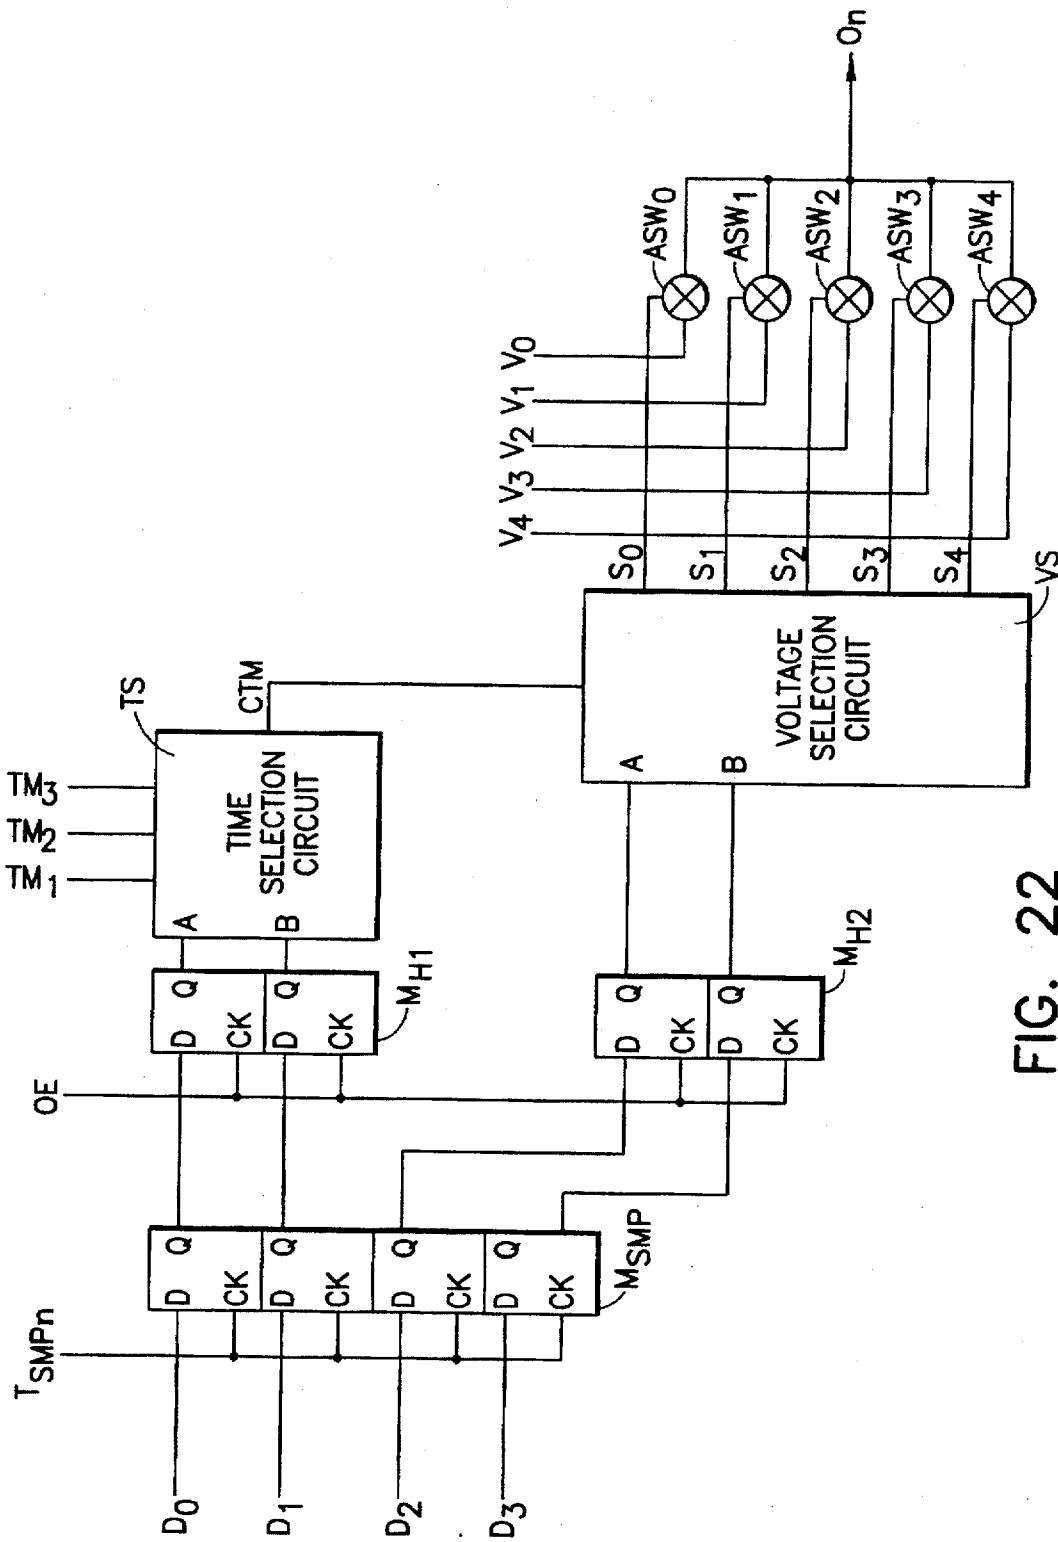 D0
D1
D2
D3
TSMPn
D Q
CK
D Q
CK
D Q
CK
D Q
CK
MSMP
OE
D Q
CK
D Q
CK
MH1
D Q
CK
D Q
CK
MH2
TM1
TM2
TM3
TS
A
B
TIME
SELECTION
CIRCUIT
CTM
A
B
VOLTAGE
SELECTION
CIRCUIT
VS
S0
S1
S2
S3
S4
V4
V3
V2
V1
V0
ASW0
ASW1
ASW2
ASW3
ASW4
On
FIG. 22